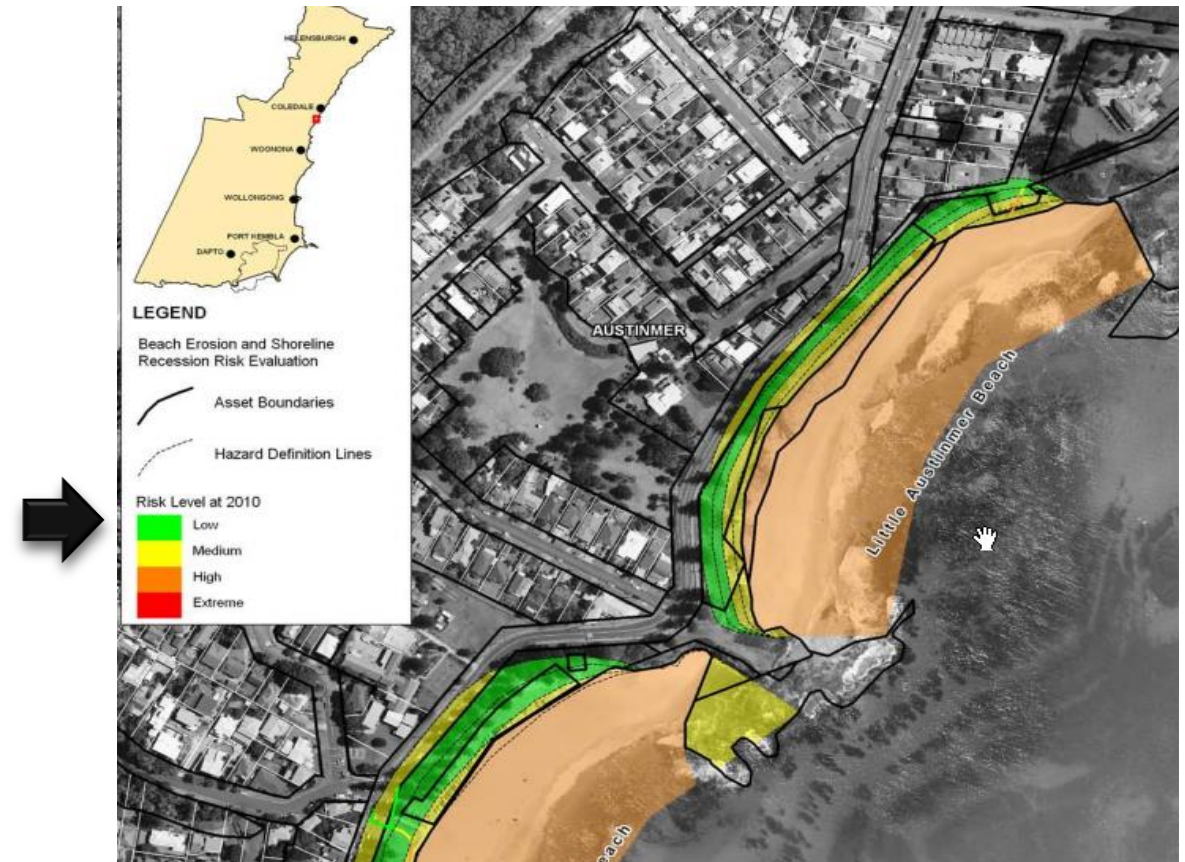 HELENSBURGH
COLEDALE
WOONONA
WOLLONGONG
PORT KEMBLA
DAPTO
LEGEND
Beach Erosion and Shoreline
Recession Risk Evaluation
Asset Boundaries
Hazard Definition Lines
Risk Level at 2010
Low
Medium
High
Extreme
AUSTINMER
Little Austinmer Beach
each